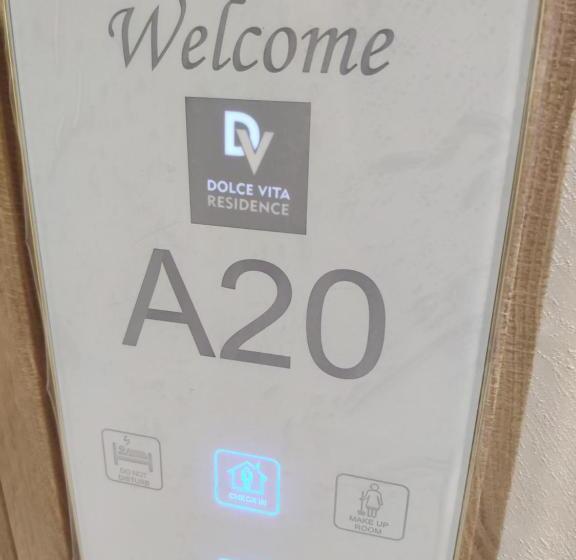 Welcome
DV
DOLCE VITA
RESIDENCE
A20
DO NOT
DISTURB
CHECK IN
MAKE UP
ROOM